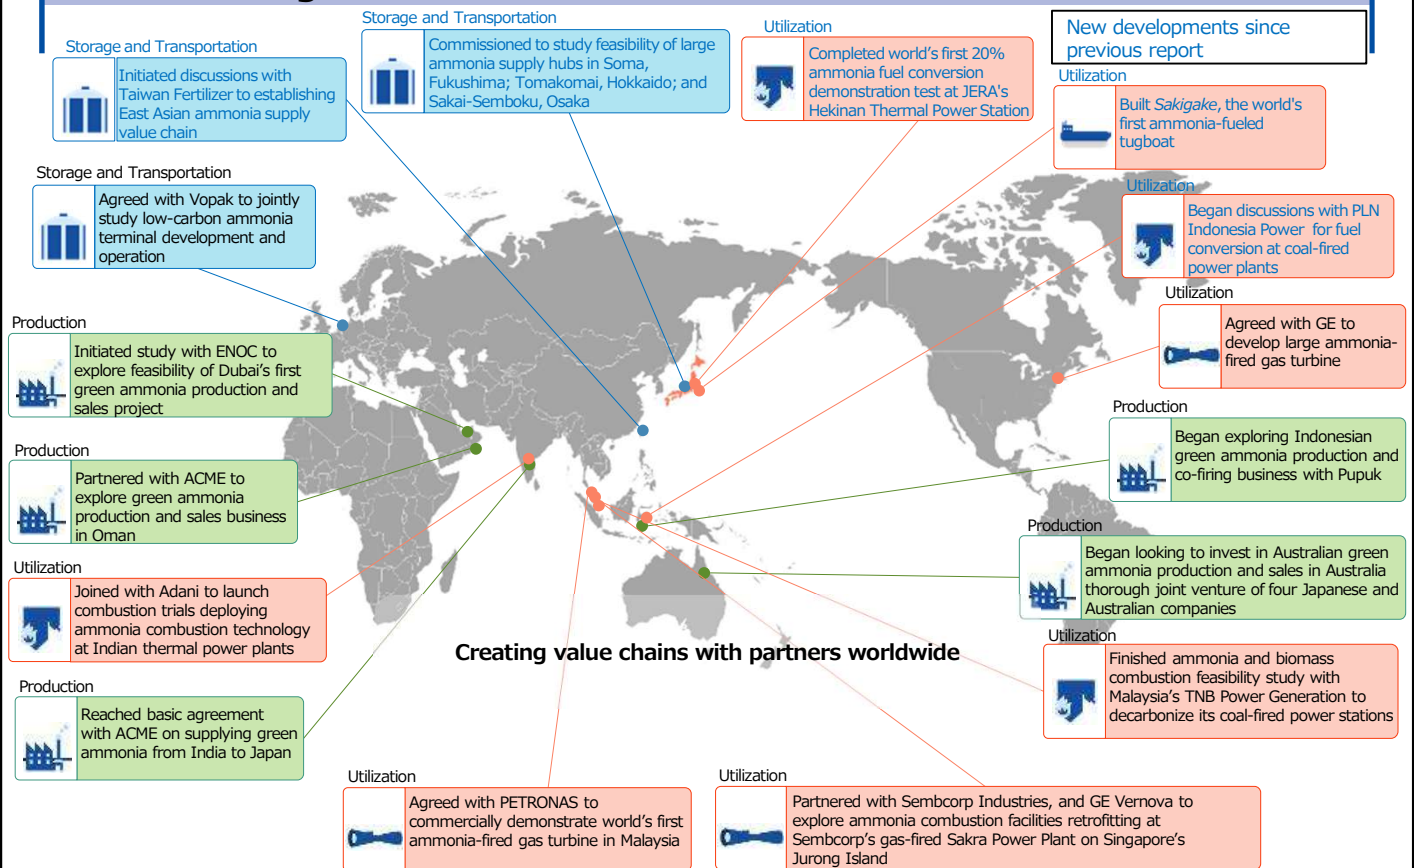 Storage and Transportation
Initiated discussions with
Taiwan Fertilizer to establishing
East Asian ammonia supply
value chain
Storage and Transportation
Commissioned to study feasibility of large
ammonia supply hubs in Soma,
Fukushima; Tomakomai, Hokkaido; and
Sakai-Semboku, Osaka
Utilization
Completed world's first 20%
ammonia fuel conversion
demonstration test at JERA's
Hekinan Thermal Power Station
New developments since
previous report
Utilization
Built Sakigake, the world's
first ammonia-fueled
tugboat
Storage and Transportation
Agreed with Vopak to jointly
study low-carbon ammonia
terminal development and
operation
Utilization
Began discussions with PLN
Indonesia Power for fuel
conversion at coal-fired
power plants
Utilization
Agreed with GE to
develop large ammonia-
fired gas turbine
Production
Initiated study with ENOC to
explore feasibility of Dubai's first
green ammonia production and
sales project
Production
Began exploring Indonesian
green ammonia production and
co-firing business with Pupuk
Production
Partnered with ACME to
explore green ammonia
production and sales business
in Oman
Production
Began looking to invest in Australian green
ammonia production and sales in Australia
thorough joint venture of four Japanese and
Australian companies
Utilization
Joined with Adani to launch
combustion trials deploying
ammonia combustion technology
at Indian thermal power plants
Creating value chains with partners worldwide
Utilization
Finished ammonia and biomass
combustion feasibility study with
Malaysia's TNB Power Generation to
decarbonize its coal-fired power stations
Production
Reached basic agreement
with ACME on supplying green
ammonia from India to Japan
Utilization
Agreed with PETRONAS to
commercially demonstrate world's first
ammonia-fired gas turbine in Malaysia
Utilization
Partnered with Sembcorp Industries, and GE Vernova to
explore ammonia combustion facilities retrofitting at
Sembcorp's gas-fired Sakra Power Plant on Singapore's
Jurong Island